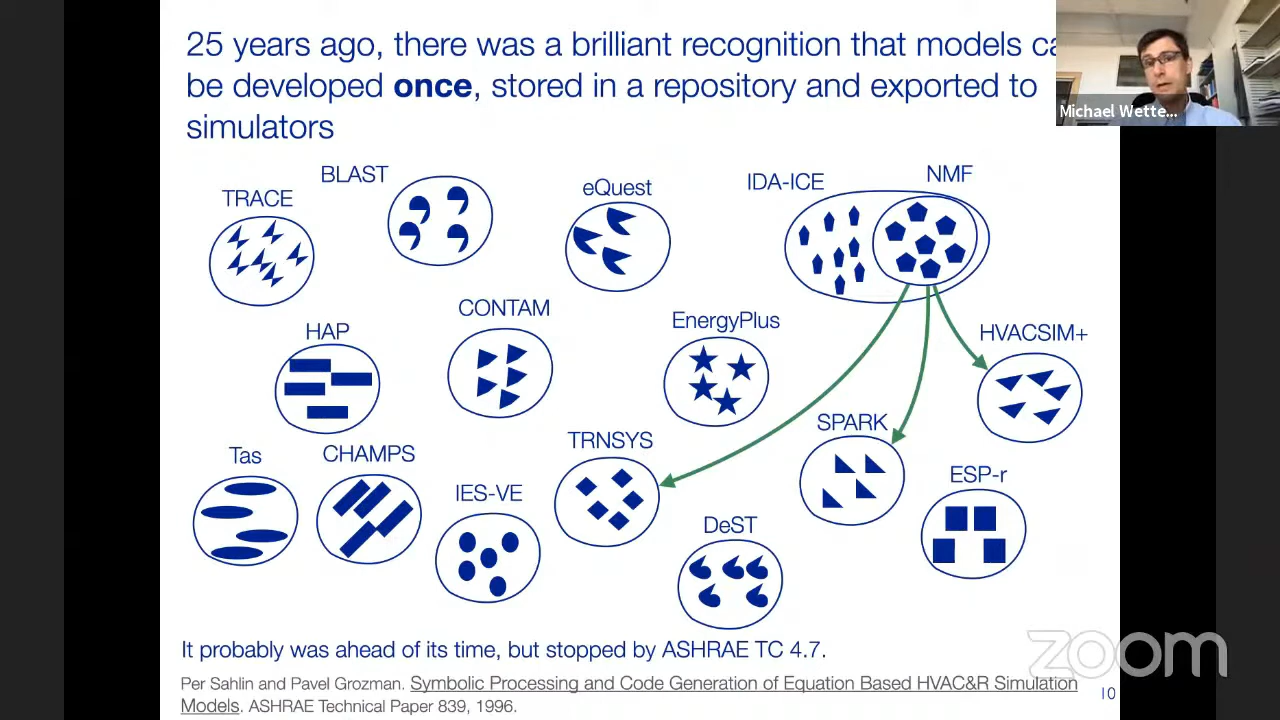 25 years ago, there was a brilliant recognition that models ca
be developed once, stored in a repository and exported to
simulators
Michael Wette...
BLAST
TRACE
eQuest
IDA-ICE
NMF
CONTAM
HAP
EnergyPlus
HVACSIM+
SPARK
TRNSYS
Tas
CHAMPS
ESP-r
IES-VE
DeST
It probably was ahead of its time, but stopped by ASHRAE TC 4.7.
Per Sahlin and Pavel Grozman. Symbolic Processing and Code Generation of Equation Based HVAC&R Simulation
Models. ASHRAE Technical Paper 839, 1996.
10
zoom